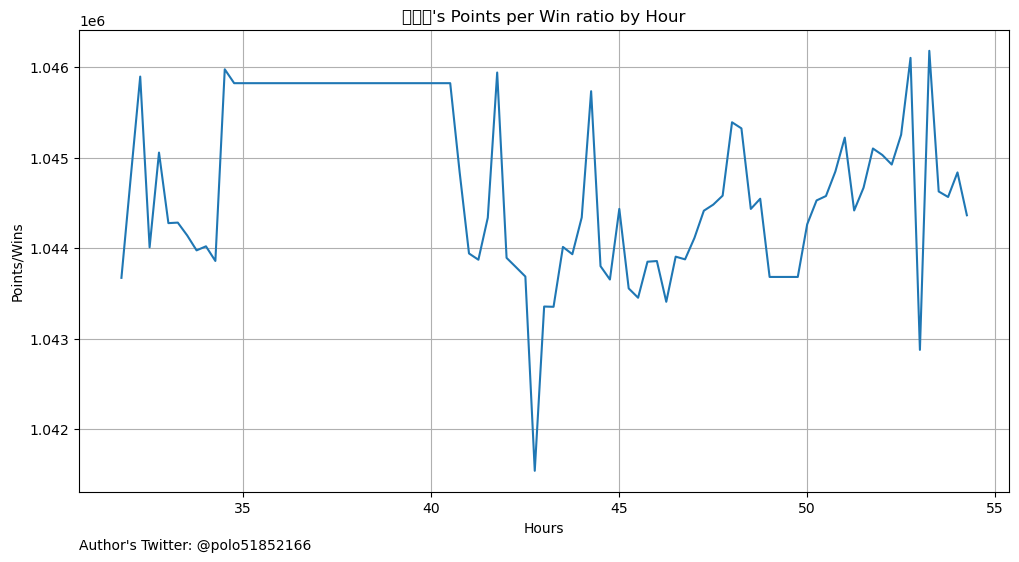 's Points per Win ratio by Hour
1e6
1.046
1.045
1.044
1.043
1.042
Points/Wins
35 40 45 50 55
Hours
Author's Twitter: @polo51852166